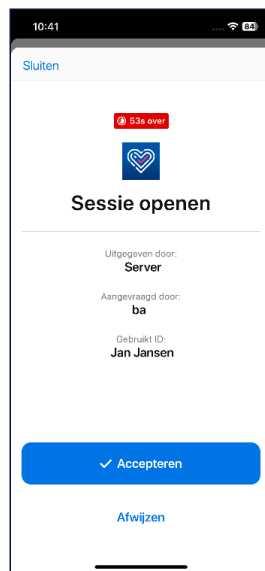 10:41
84
Sluiten
53s over
Sessie openen
Uitgegeven door:
Server
Aangevraagd door:
ba
Gebruikt ID:
Jan Jansen
Accepteren
Afwijzen